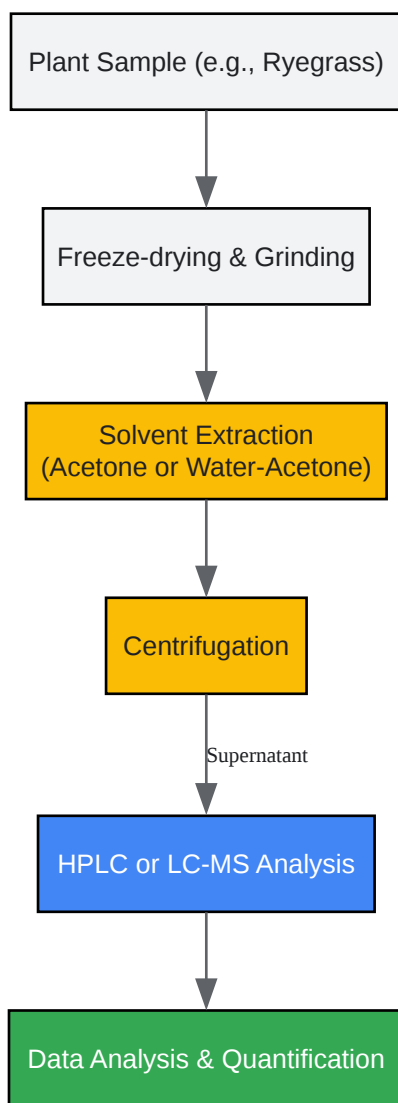 Plant Sample (e.g., Ryegrass)
Freeze-drying & Grinding
Solvent Extraction
(Acetone or Water-Acetone)
Centrifugation
Supernatant
HPLC or LC-MS Analysis
Data Analysis & Quantification